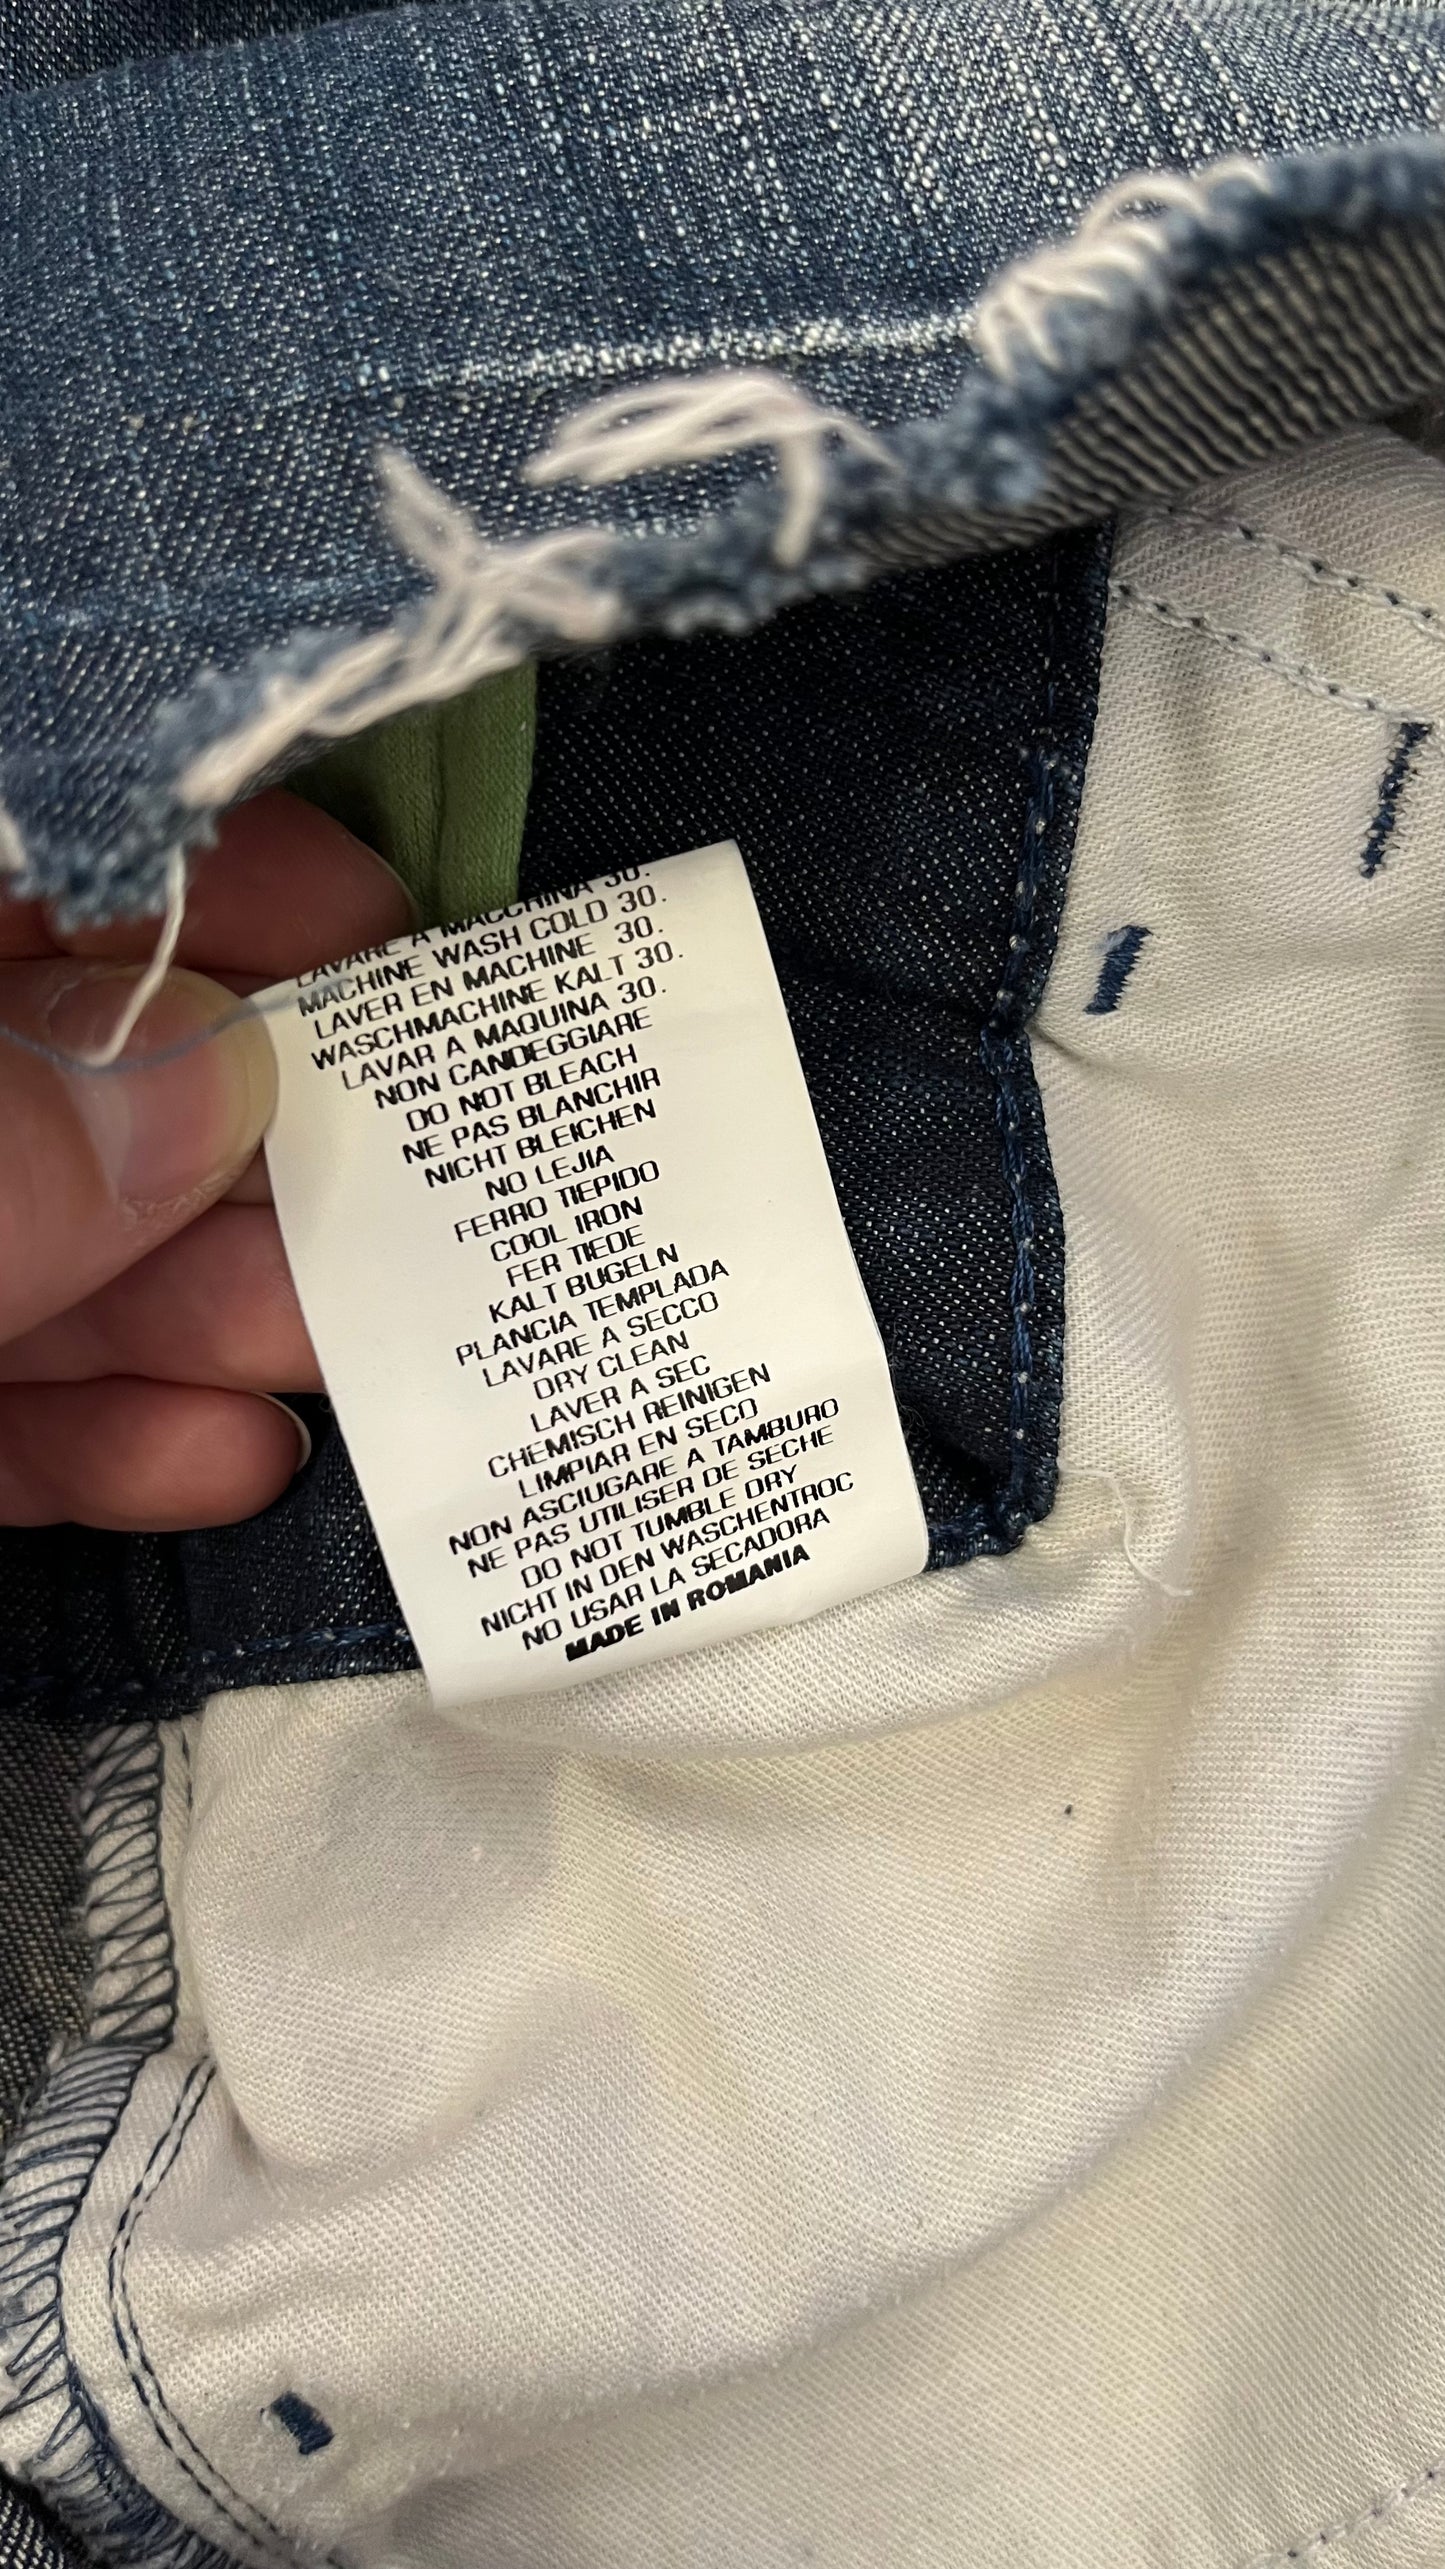 LAVARE A MACCHINA 30.
MACHINE WASH COLD 30.
LAVER EN MACHINE 30.
WASCHMACHINE KALT 30.
LAVAR A MAQUINA 30.
NON CANDEGGIARE
DO NOT BLEACH
NE PAS BLANCHIR
NICHT BLEICHEN
NO LEJIA
FERRO TIEPIDO
COOL IRON
FER TIEDE
KALT BUGELN
PLANCIA TEMPLADA
LAVARE A SECCO
DRY CLEAN
LAVER A SEC
CHEMISCH REINIGEN
LIMPIAR EN SECO
NON ASCIUGARE A TAMBURO
NE PAS UTILISER DE SECHE
DO NOT TUMBLE DRY
NICHT IN DEN WASCHENTROC
NO USAR LA SECADORA
MADE IN ROMANIA